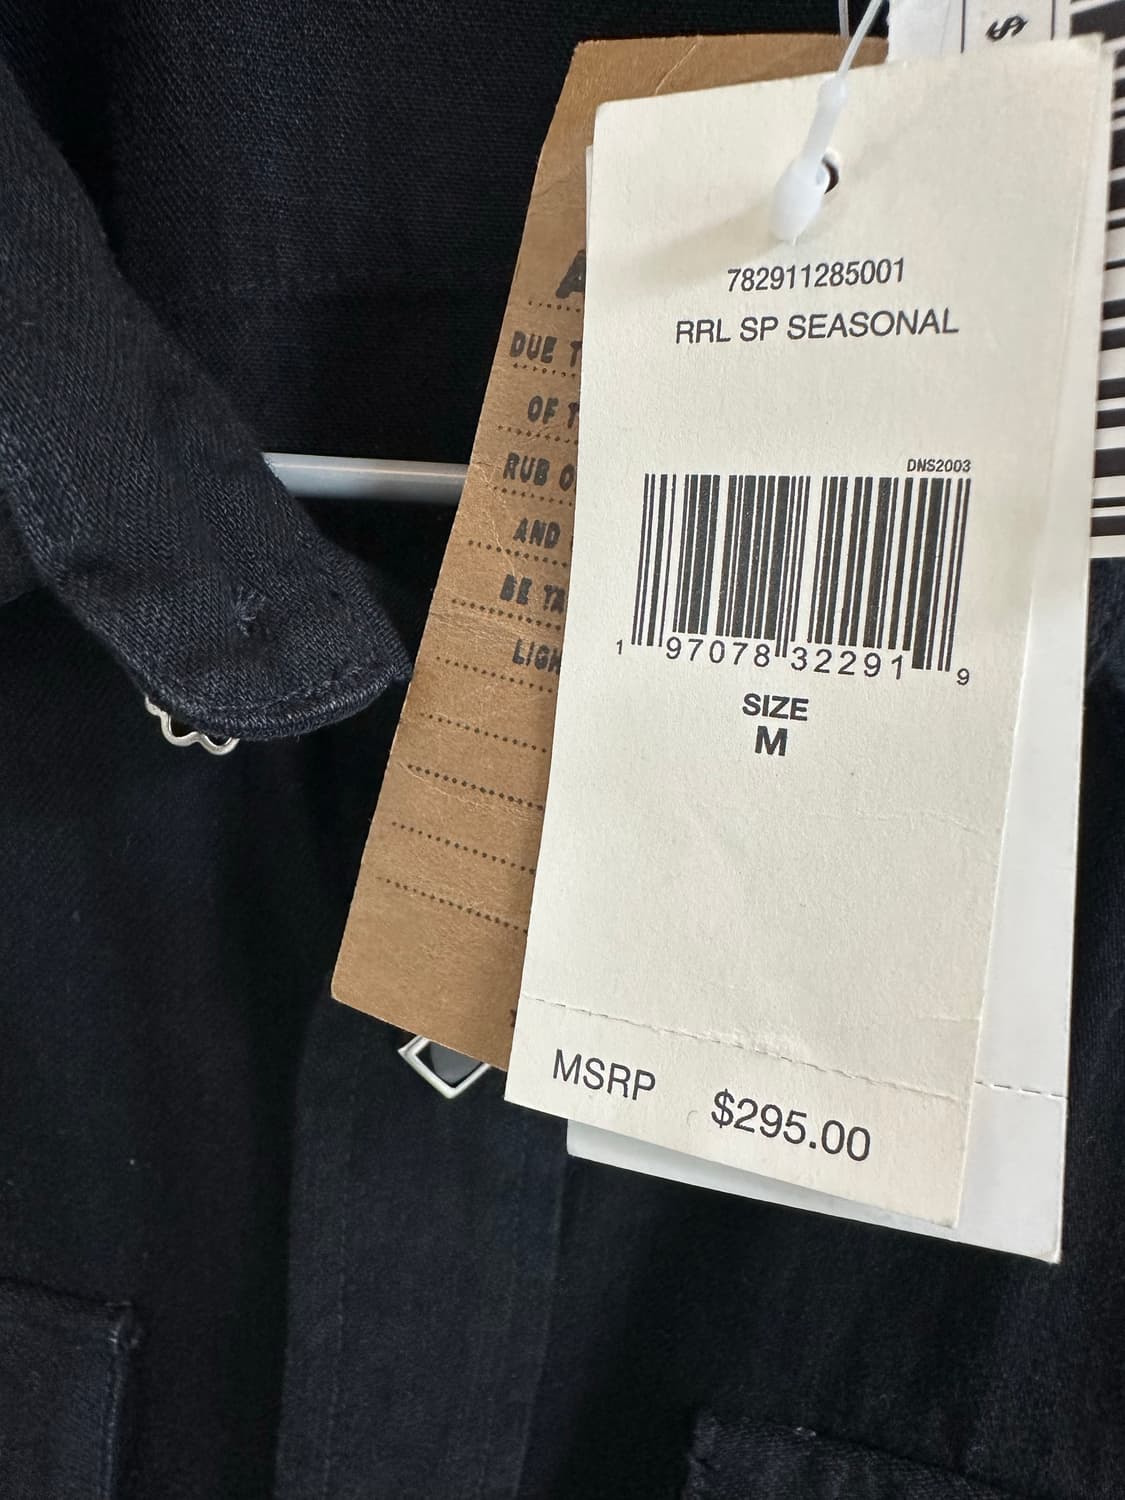 $
782911285001
RRL SP SEASONAL
DNS2003
1 97078 32291 9
SIZE
M
MSRP $295.00
DUE
OF
RUB
AND
BE